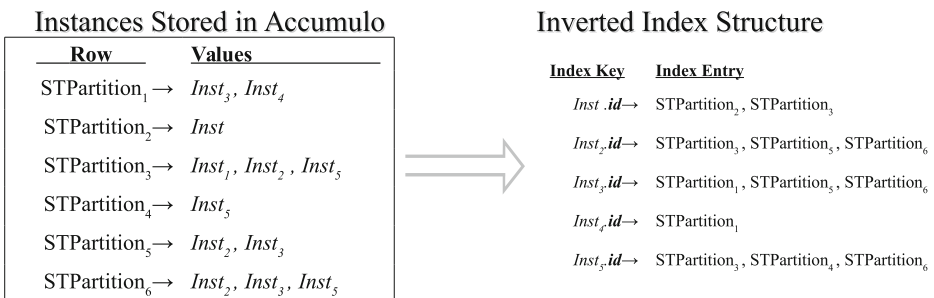 Instances Stored in Accumulo
Row Values
STPartition₁→ Inst₃, Inst₄
STPartition₂→ Inst
STPartition₃→ Inst₁, Inst₂, Inst₅
STPartition₄→ Inst₅
STPartition₅→ Inst₂, Inst₃
STPartition₆→ Inst₂, Inst₃, Inst₅
Inverted Index Structure
Index Key Index Entry
Inst .id→ STPartition₂, STPartition₃
Inst₂.id→ STPartition₃, STPartition₅, STPartition₆
Inst₃.id→ STPartition₁, STPartition₅, STPartition₆
Inst₄.id→ STPartition₁
Inst₅.id→ STPartition₃, STPartition₄, STPartition₆